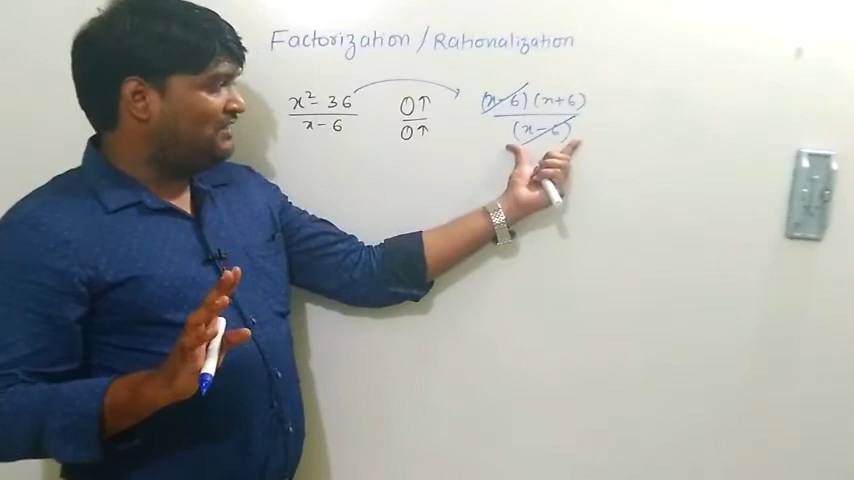 Factorization / Rationalization
x² - 36 0↑ (x-6) (x+6)
x - 6 0↑ (x-6)